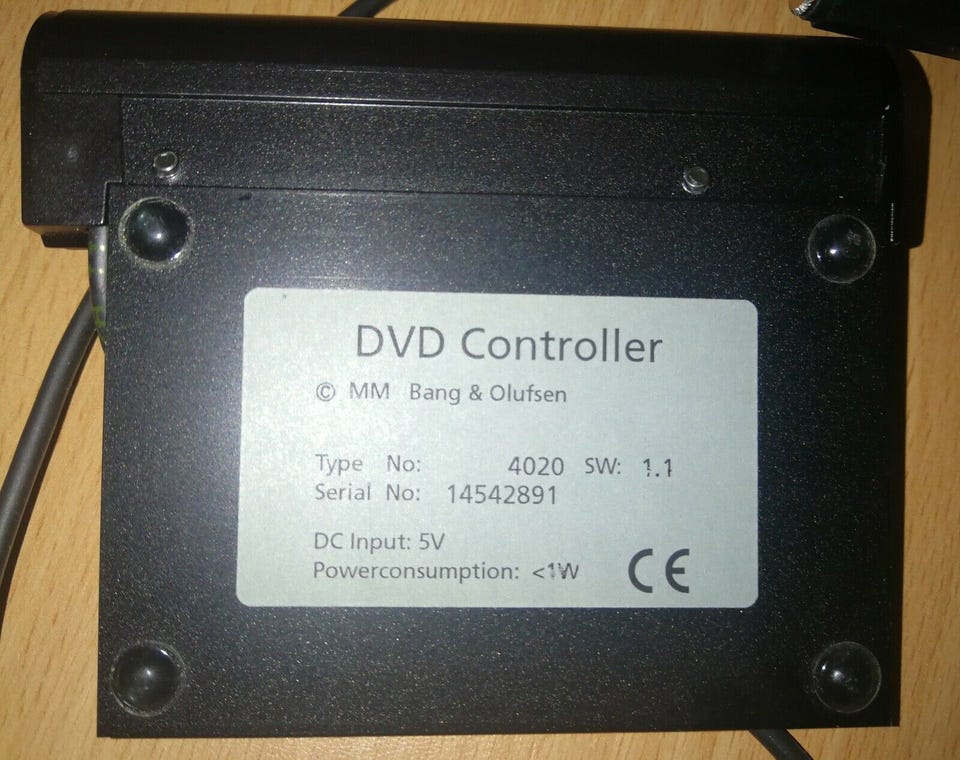 DVD Controller
© MM Bang & Olufsen
Type No: 4020 SW: 1.1
Serial No: 14542891
DC Input: 5V
Powerconsumption: <1W
CE